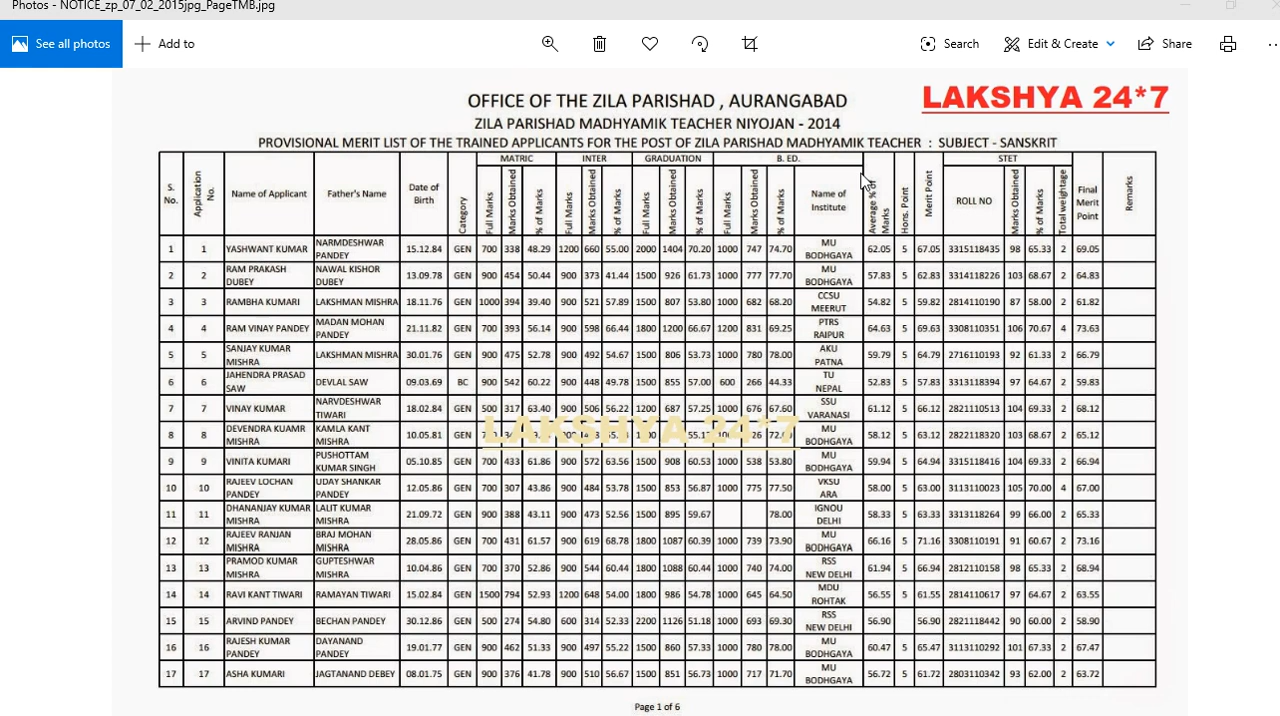 Photos - NOTICE_zp_07_02_2015jpg_PageTMB.jpg
See all photos Add to Search Edit & Create Share
LAKSHYA 24*7
OFFICE OF THE ZILA PARISHAD , AURANGABAD
ZILA PARISHAD MADHYAMIK TEACHER NIYOJAN - 2014
PROVISIONAL MERIT LIST OF THE TRAINED APPLICANTS FOR THE POST OF ZILA PARISHAD MADHYAMIK TEACHER : SUBJECT - SANSKRIT
MATRIC INTER GRADUATION B. ED. STET
S. No. Application No. Name of Applicant Father's Name Date of Birth Category Full Marks Marks Obtained % of Marks Full Marks Marks Obtained % of Marks Full Marks Marks Obtained % of Marks Full Marks Marks Obtained % of Marks Name of Institute Average % of Marks Hons. Point Merit Point ROLL NO Marks Obtained % of Marks Total weightage Final Merit Point Remarks
1 1 YASHWANT KUMAR NARMDESHWAR PANDEY 15.12.84 GEN 700 338 48.29 1200 660 55.00 2000 1404 70.20 1000 747 74.70 MU BODHGAYA 62.05 5 67.05 3315118435 98 65.33 2 69.05
2 2 RAM PRAKASH DUBEY NAWAL KISHOR DUBEY 13.09.78 GEN 900 454 50.44 900 373 41.44 1500 926 61.73 1000 777 77.70 MU BODHGAYA 57.83 5 62.83 3314118226 103 68.67 2 64.83
3 3 RAMBHA KUMARI LAKSHMAN MISHRA 18.11.76 GEN 1000 394 39.40 900 521 57.89 1500 807 53.80 1000 682 68.20 CCSU MEERUT 54.82 5 59.82 2814110190 87 58.00 2 61.82
4 4 RAM VINAY PANDEY MADAN MOHAN PANDEY 21.11.82 GEN 700 393 56.14 900 598 66.44 1800 1200 66.67 1200 831 69.25 PTRS RAIPUR 64.63 5 69.63 3308110351 106 70.67 4 73.63
5 5 SANJAY KUMAR MISHRA LAKSHMAN MISHRA 30.01.76 GEN 900 475 52.78 900 492 54.67 1500 806 53.73 1000 780 78.00 AKU PATNA 59.79 5 64.79 2716110193 92 61.33 2 66.79
6 6 JAHENDRA PRASAD SAW DEVLAL SAW 09.03.69 BC 900 542 60.22 900 448 49.78 1500 855 57.00 600 266 44.33 TU NEPAL 52.83 5 57.83 3313118394 97 64.67 2 59.83
7 7 VINAY KUMAR NARVDESHWAR TIWARI 18.02.84 GEN 500 317 63.40 900 506 56.22 1200 687 57.25 1000 676 67.60 SSU VARANASI 61.12 5 66.12 2821110513 104 69.33 2 68.12
LAKSHYA 24*7
8 8 DEVENDRA KUAMR MISHRA KAMLA KANT MISHRA 10.05.81 GEN MU BODHGAYA 58.12 5 63.12 2822118320 103 68.67 2 65.12
9 9 VINITA KUMARI PUSHOTTAM KUMAR SINGH 05.10.85 GEN 700 433 61.86 900 572 63.56 1500 908 60.53 1000 538 53.80 MU BODHGAYA 59.94 5 64.94 3315118416 104 69.33 2 66.94
10 10 RAJEEV LOCHAN PANDEY UDAY SHANKAR PANDEY 12.05.86 GEN 700 307 43.86 900 484 53.78 1500 853 56.87 1000 775 77.50 VKSU ARA 58.00 5 63.00 3113110023 105 70.00 4 67.00
11 11 DHANANJAY KUMAR MISHRA LALIT KUMAR MISHRA 21.09.72 GEN 900 388 43.11 900 473 52.56 1500 895 59.67 78.00 IGNOU DELHI 58.33 5 63.33 3313118264 99 66.00 2 65.33
12 12 RAJEEV RANJAN MISHRA BRAJ MOHAN MISHRA 28.05.86 GEN 700 431 61.57 900 619 68.78 1800 1087 60.39 1000 739 73.90 MU BODHGAYA 66.16 5 71.16 3308110191 91 60.67 2 73.16
13 13 PRAMOD KUMAR MISHRA GUPTESHWAR MISHRA 10.04.86 GEN 700 370 52.86 900 544 60.44 1800 1088 60.44 1000 740 74.00 RSS NEW DELHI 61.94 5 66.94 2812110158 98 65.33 2 68.94
14 14 RAVI KANT TIWARI RAMAYAN TIWARI 15.02.84 GEN 1500 794 52.93 1200 648 54.00 1800 986 54.78 1000 645 64.50 MDU ROHTAK 56.55 5 61.55 2814110617 97 64.67 2 63.55
15 15 ARVIND PANDEY BECHAN PANDEY 30.12.86 GEN 500 274 54.80 600 314 52.33 2200 1126 51.18 1000 693 69.30 RSS NEW DELHI 56.90 56.90 2821118442 90 60.00 2 58.90
16 16 RAJESH KUMAR PANDEY DAYANAND PANDEY 19.01.77 GEN 900 462 51.33 900 497 55.22 1500 860 57.33 1000 780 78.00 MU BODHGAYA 60.47 5 65.47 3113110292 101 67.33 2 67.47
17 17 ASHA KUMARI JAGTANAND DEBEY 08.01.75 GEN 900 376 41.78 900 510 56.67 1500 851 56.73 1000 717 71.70 MU BODHGAYA 56.72 5 61.72 2803110342 93 62.00 2 63.72
Page 1 of 6